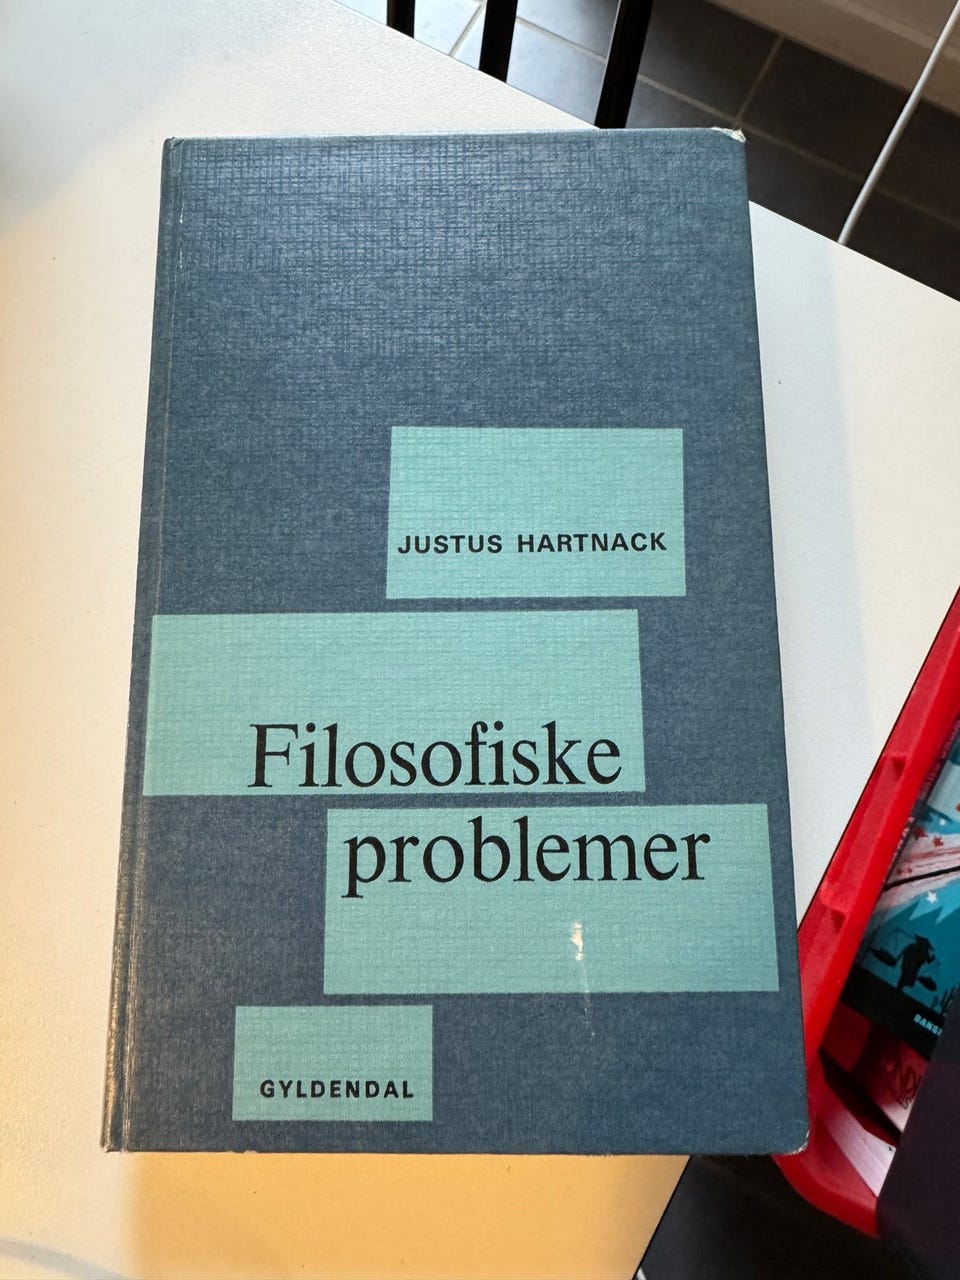 JUSTUS HARTNACK
Filosofiske
problemer
GYLDENDAL